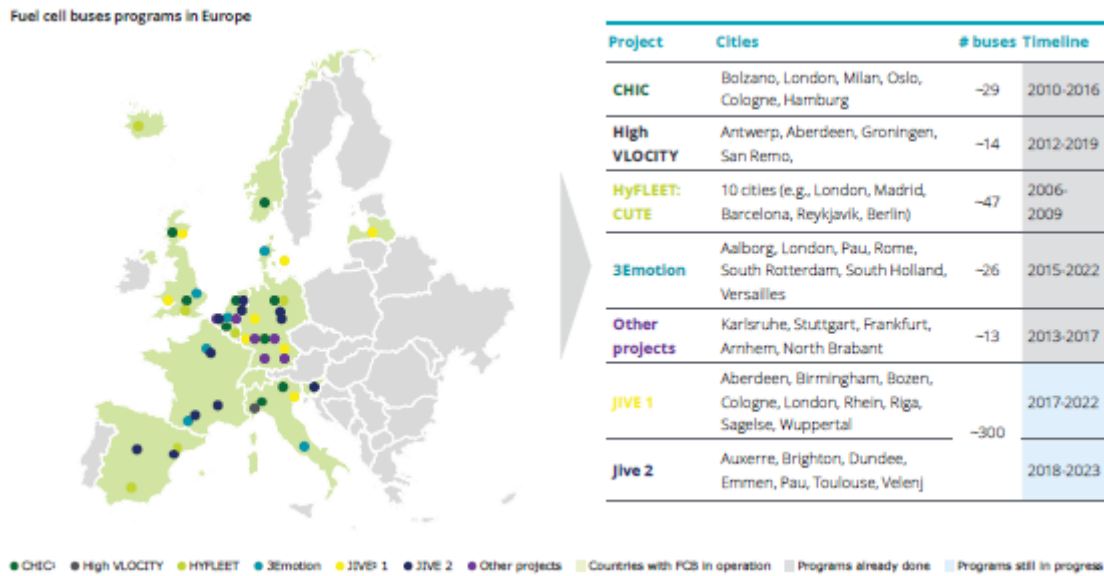 Fuel cell buses programs in Europe
Project Cities # buses Timeline
CHIC
Bolzano, London, Milan, Oslo,
Cologne, Hamburg
~29
2010-2016
High
VLOCITY
Antwerp, Aberdeen, Groningen,
San Remo,
~14
2012-2019
HyFLEET:
CUTE
10 cities (e.g., London, Madrid,
Barcelona, Reykjavik, Berlin)
~47
2006-
2009
3Emotion
Aalborg, London, Pau, Rome,
South Rotterdam, South Holland,
Versailles
~26
2015-2022
Other
projects
Karlsruhe, Stuttgart, Frankfurt,
Arnhem, North Brabant
~13
2013-2017
JIVE 1
Aberdeen, Birmingham, Bozen,
Cologne, London, Rhein, Riga,
Sagelse, Wuppertal
~300
2017-2022
Jive 2
Auxerre, Brighton, Dundee,
Emmen, Pau, Toulouse, Velenj
2018-2023
CHIC High VLOCITY HYFLEET 3Emotion JIVE 1 JIVE 2 Other projects Countries with FCB in operation Programs already done Programs still in progress